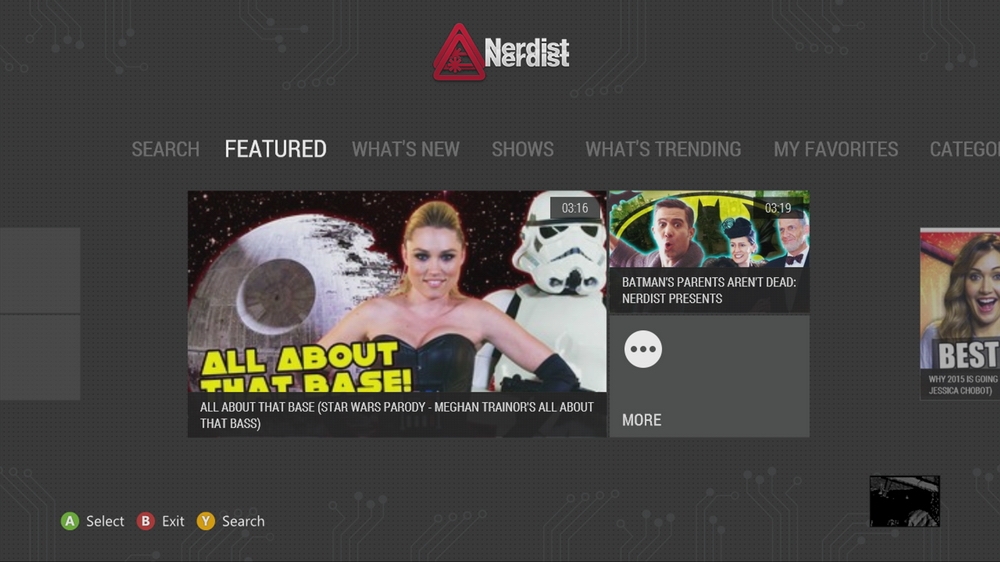 Nerdist
Nerdist
SEARCH FEATURED WHAT'S NEW SHOWS WHAT'S TRENDING MY FAVORITES CATEGO
03:16
ALL ABOUT
THAT BASE!
ALL ABOUT THAT BASE (STAR WARS PARODY - MEGHAN TRAINOR'S ALL ABOUT
THAT BASS)
03:19
BATMAN'S PARENTS AREN'T DEAD:
NERDIST PRESENTS
MORE
BEST
WHY 2015 IS GOING
JESSICA CHOBOT)
A Select B Exit Y Search